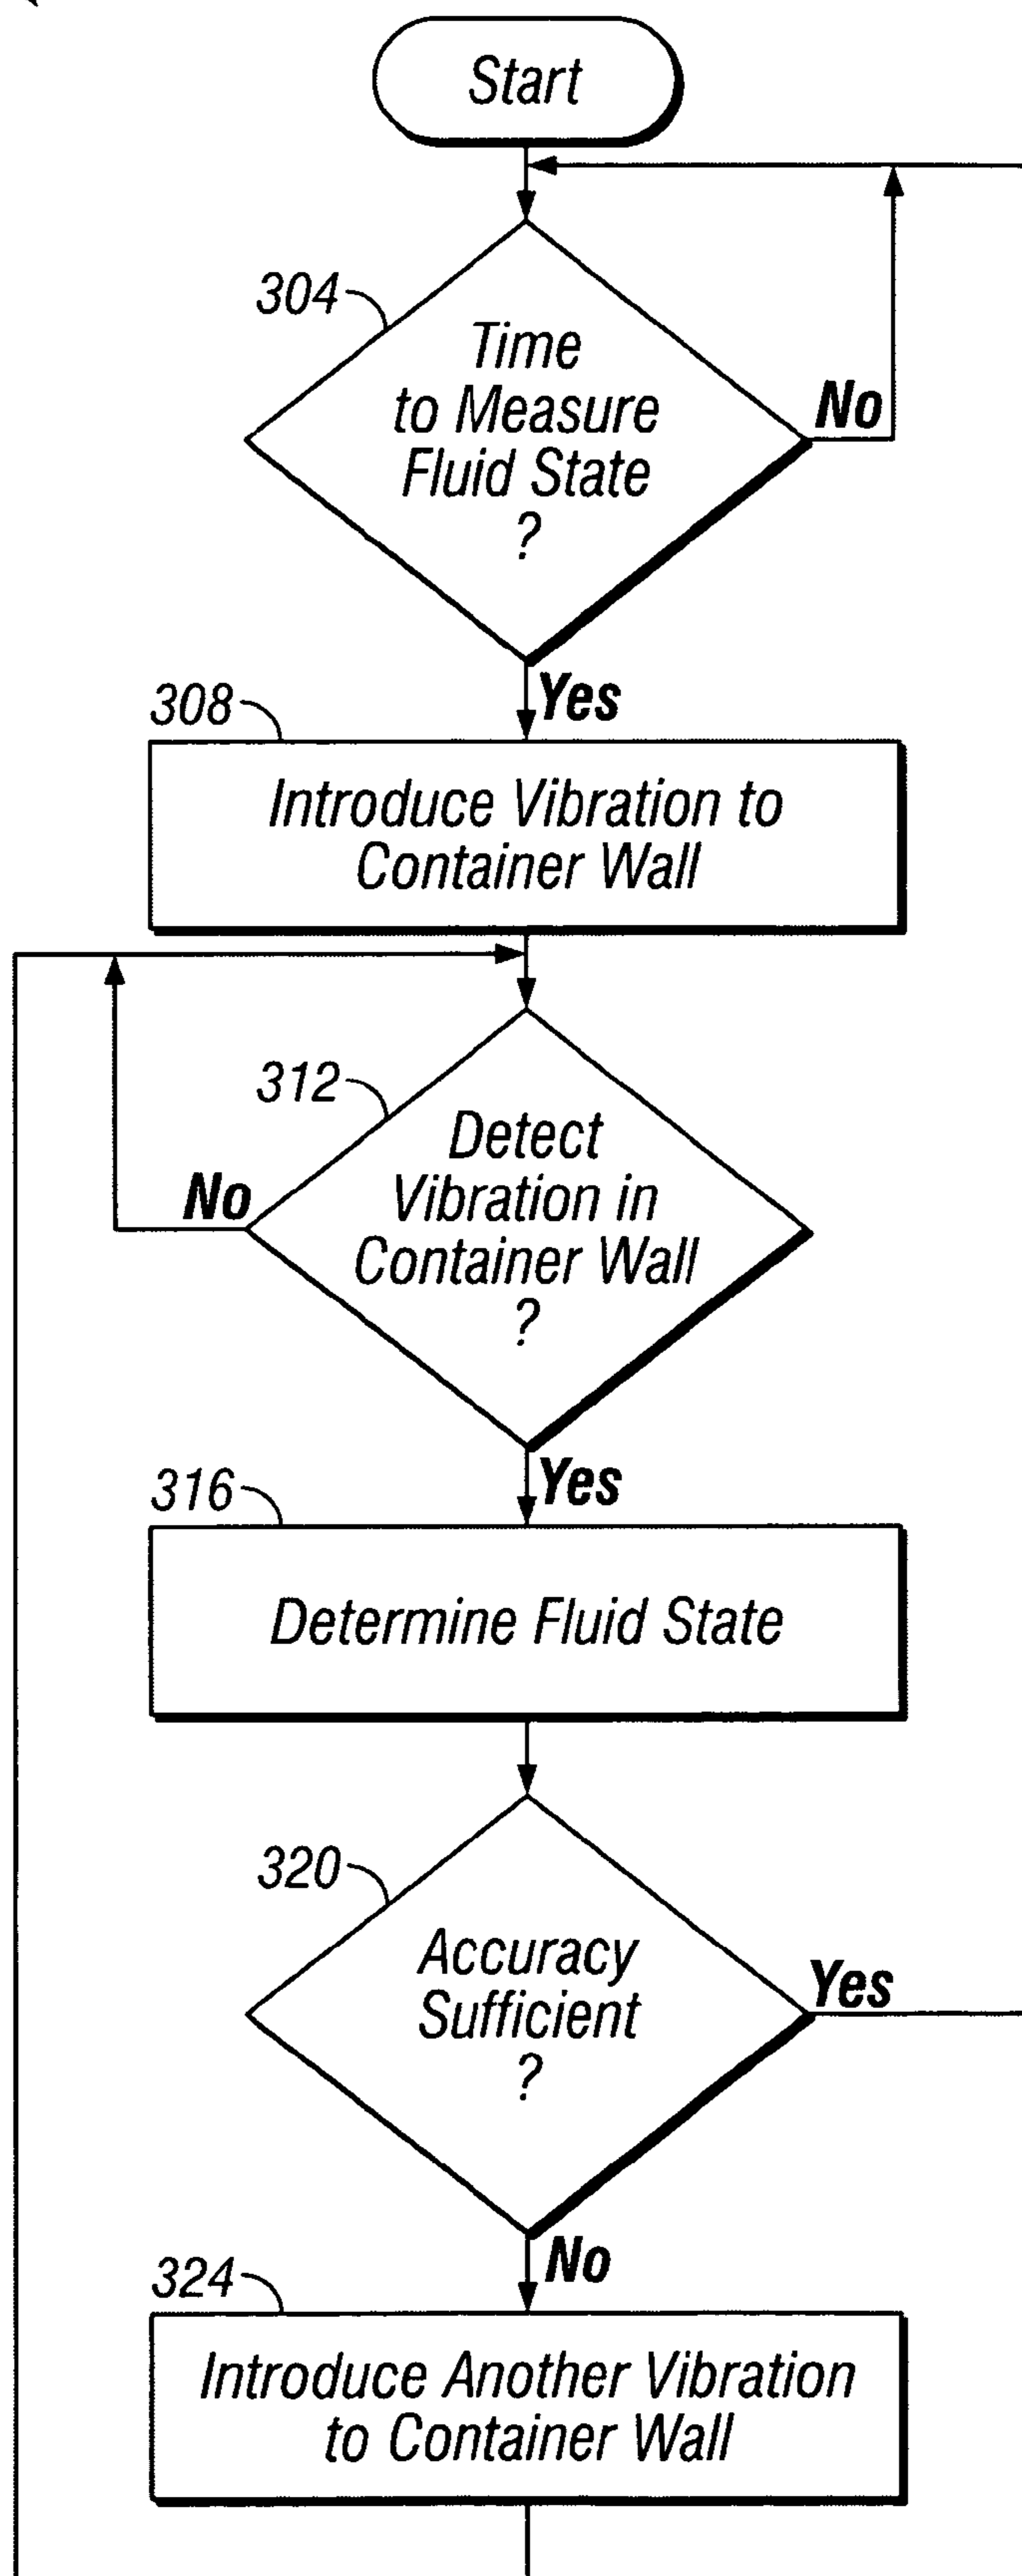 Start
304
Time
to Measure
Fluid State
?
No
Yes
308
Introduce Vibration to
Container Wall
312
Detect
Vibration in
Container Wall
?
No
Yes
316
Determine Fluid State
320
Accuracy
Sufficient
?
Yes
No
324
Introduce Another Vibration
to Container Wall